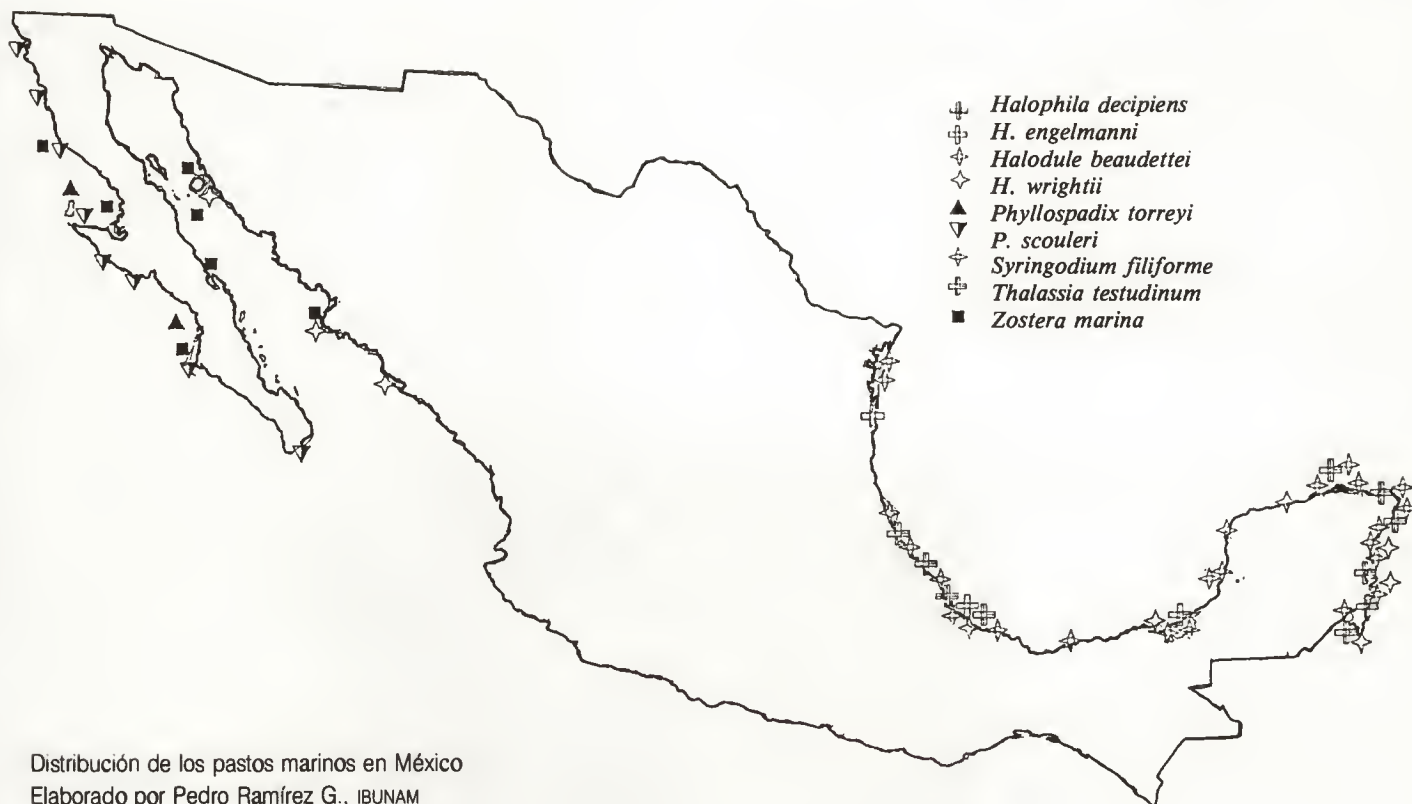 Halophila decipiens
H. engelmanni
Halodule beaudettei
H. wrightii
Phyllospadix torreyi
P. scouleri
Syringodium filiforme
Thalassia testudinum
Zostera marina
Distribución de los pastos marinos en México
Elaborado por Pedro Ramírez G., IBUNAM